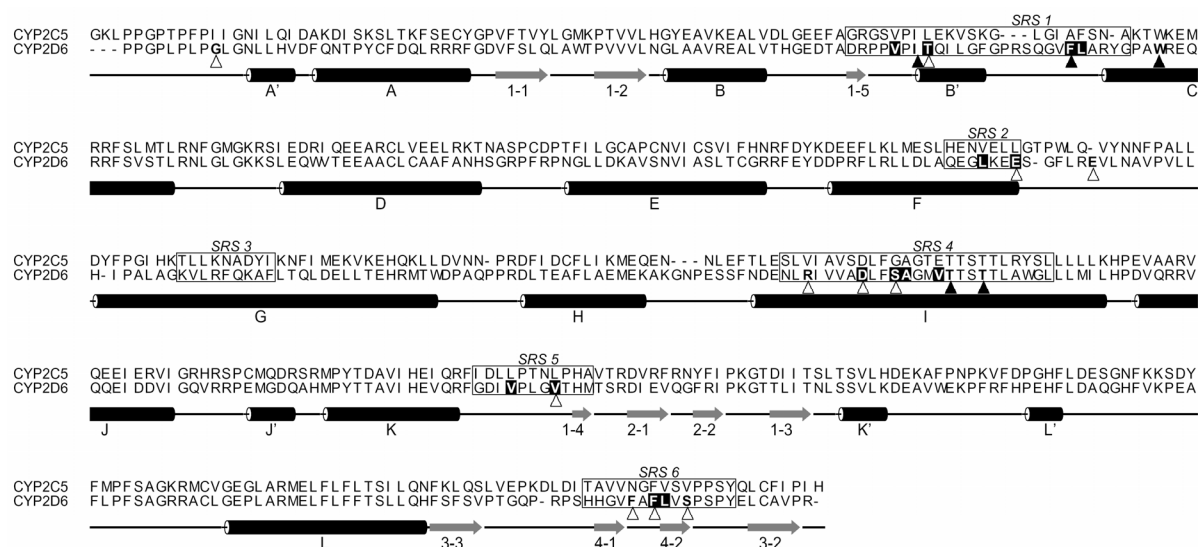 SRS 1
CYP2C5 GKLPPGPTPFPIIGNILQIDAKDISKSLTKFSECYGPVFTVYLGMKPTVVLHGYEAVKEALVDLGEEFAGRGSVPILEKVSKG---LGIAFSN-AKTWKEM
CYP2D6 ---PPGPLPLPGLGNLLHVDFQNTPYCFDQLRRRFGDVFSLQLAWTPVVVLNGLAAVREALVTHGEDTADRPPVPITQILGFGPRSQGVFLARYGPAWREQ
A' A 1-1 1-2 B 1-5 B' C
SRS 2
CYP2C5 RRFSLMTLRNFGMGKRSIEDRIQEEARCLVEELRKTNASPCDPTFILGCAPCNVICSVIFHNRFDYKDEEFLKLMESLHENVELLGTPWLQ-VYNNFPALL
CYP2D6 RRFSVSTLRNLGLGKKSLEQWVTEEAACLCAAFANHSGRPFRPNGLLDKAVSNVIASLTCGRRFEYDDPRFLRLLDLAQEGLKEES-GFLREVLNAVPVLL
D E F
SRS 3 SRS 4
CYP2C5 DYFPGIHKTLLKNADYIKNFIMEKVKEHQKLLDVNN-PRDFIDCFLIKMEQEN---NLEFTLESLVIAVSDLFGAGTETTSTTLRYSLLLLLKHPEVAARV
CYP2D6 H-IPALAGKVLRFQKAFLTQLDELLTEHRMTWDPAQPPRDLTEAFLAEMEKAKGNPESSFNDENLRIVVADLFSAGMVTTSTTLAWGLLLMILHPDVQRRV
G H I
SRS 5
CYP2C5 QEEIERVIGRHRSPCMQDRSRMPYTDAVIHEIQRFIDLLPTNLPHAVTRDVRFRNYFIPKGTDIITSLTSVLHDEKAFPNPKVFDPGHFLDESGNFKKSDY
CYP2D6 QQEIDDVIGQVRRPEMGDQAHMPYTTAVIHEVQRFGDIVPLGVTHMTSRDIEVQGFRIPKGTTLITNLSSVLKDEAVWEKPFRFHPEHFLDAQGHFVKPEA
J J' K 1-4 2-1 2-2 1-3 K' L'
SRS 6
CYP2C5 FMPFSAGKRMCVGEGLARMELFLFLTSILQNFKLQSLVEPKDLDITAVVNGFVSVPPSYQLCFIPIH
CYP2D6 FLPFSAGRRACLGEPLARMELFLFFTSLLQHFSFSVPTGQP-RPSHHGVFAFLVSPSPYELCAVPR-
L 3-3 4-1 4-2 3-2